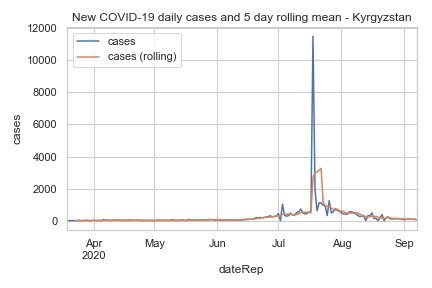 New COVID-19 daily cases and 5 day rolling mean - Kyrgyzstan
12000
10000
8000
6000
4000
2000
0
cases
cases
cases (rolling)
Apr
2020
May
Jun
Jul
Aug
Sep
dateRep